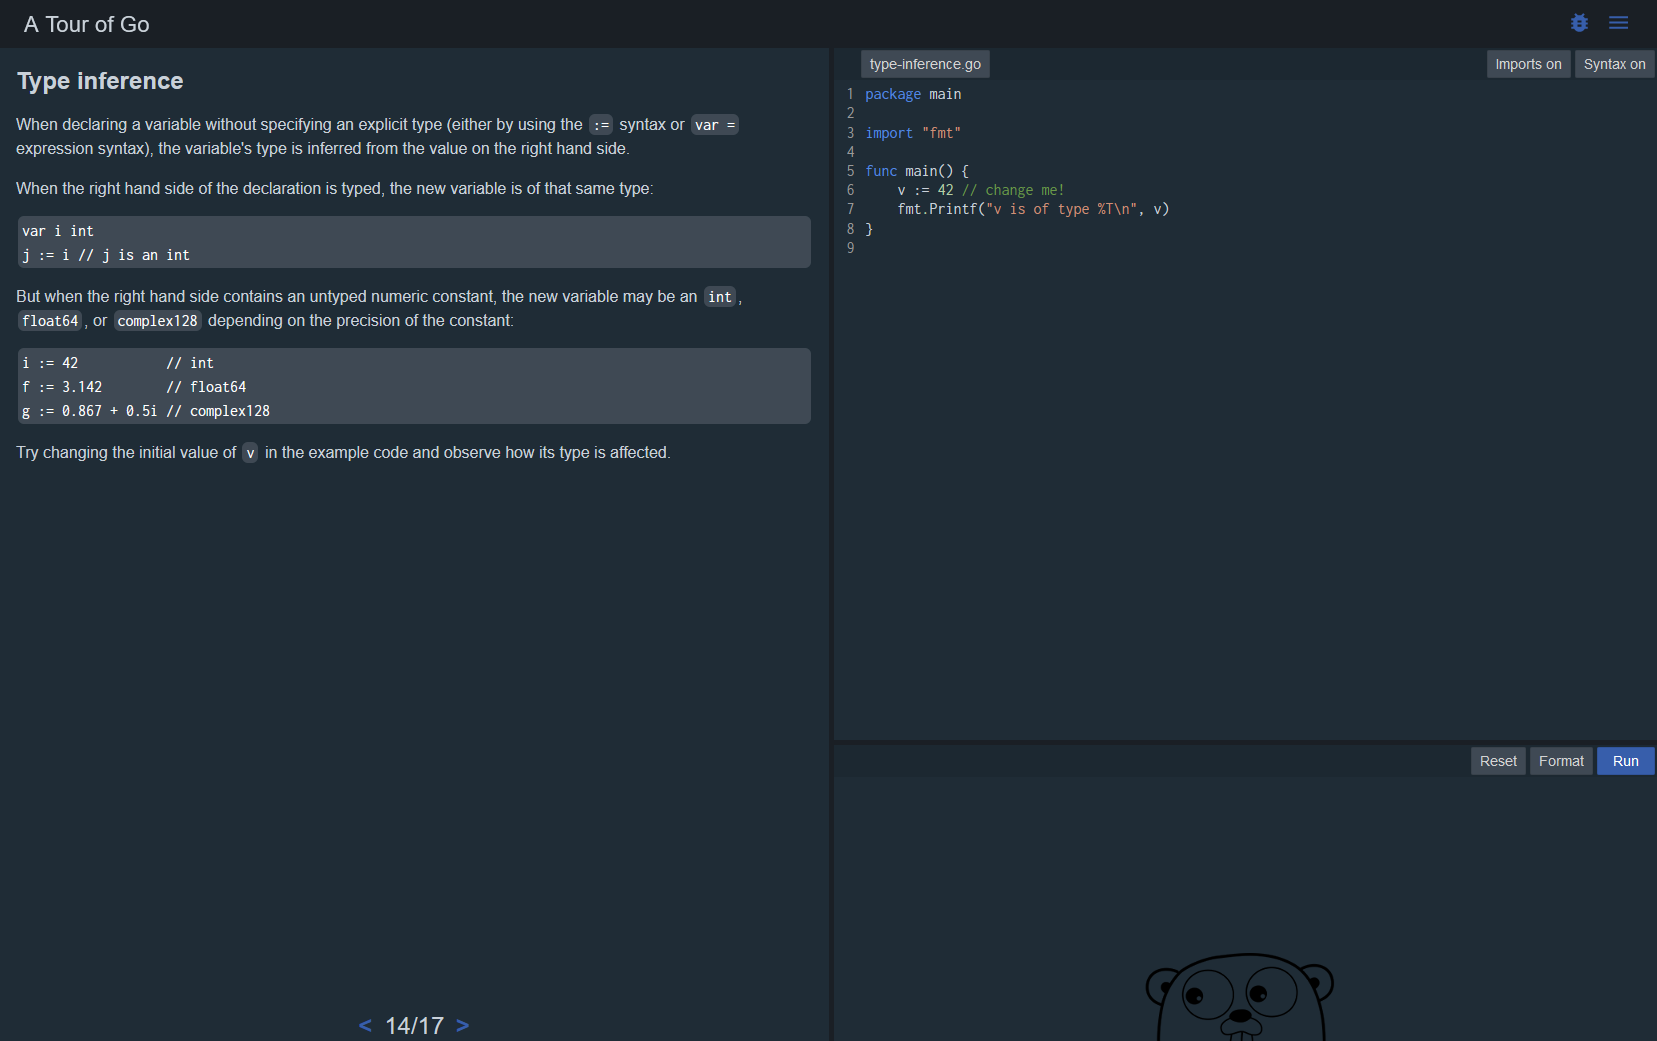 A Tour of Go
Type inference
When declaring a variable without specifying an explicit type (either by using the := syntax or var =
expression syntax), the variable's type is inferred from the value on the right hand side.
When the right hand side of the declaration is typed, the new variable is of that same type:
var i int
j := i // j is an int
But when the right hand side contains an untyped numeric constant, the new variable may be an int,
float64, or complex128 depending on the precision of the constant:
i := 42           // int
f := 3.142        // float64
g := 0.867 + 0.5i // complex128
Try changing the initial value of v in the example code and observe how its type is affected.
< 14/17 >
type-inference.go
Imports on
Syntax on
1 package main
2
3 import "fmt"
4
5 func main() {
6     v := 42 // change me!
7     fmt.Printf("v is of type %T\n", v)
8 }
9
Reset
Format
Run